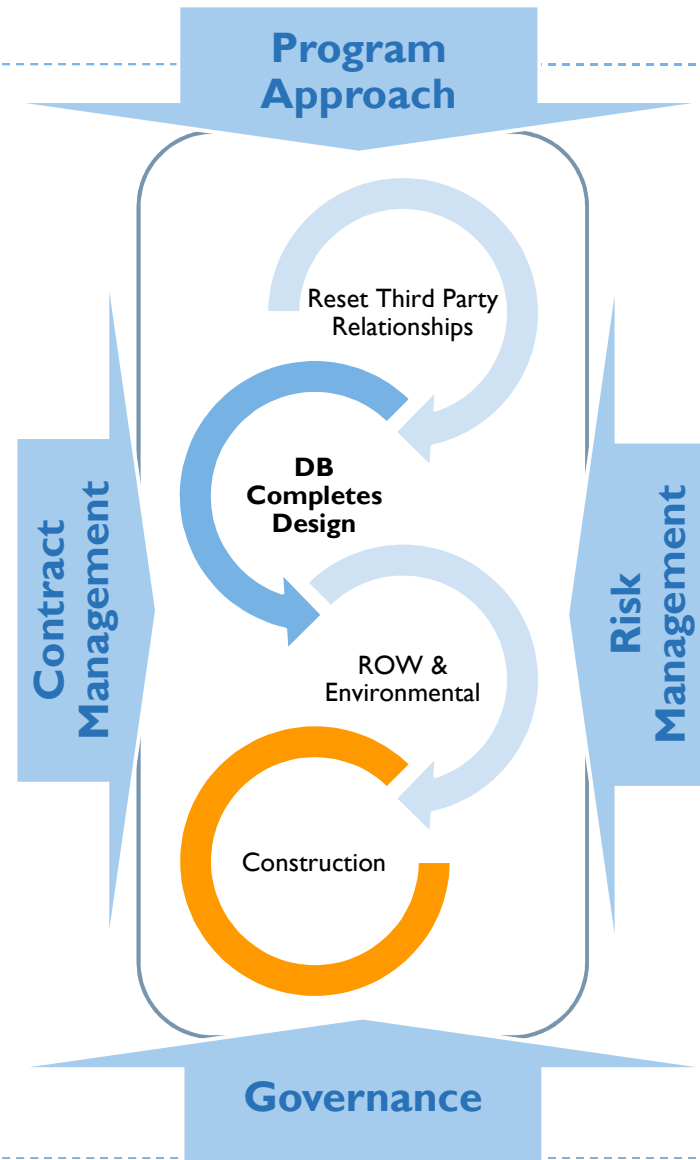 Program
Approach
Reset Third Party
Relationships
DB
Completes
Design
Contract
Management
Risk
Management
ROW &
Environmental
Construction
Governance